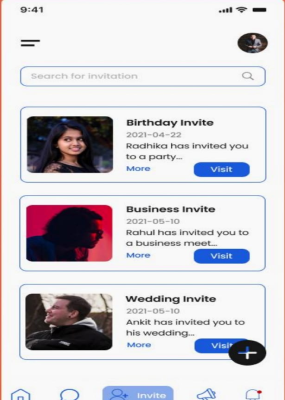 9:41
Search for Invitation
Birthday Invite
2021-04-22
Radhika has invited you
to a party...
More
Visit
Business Invite
2021-05-10
Rahul has invited you to
a business meet...
More
Visit
Wedding Invite
2021-05-10
Ankit has invited you to
his wedding...
More
Visit
Invite